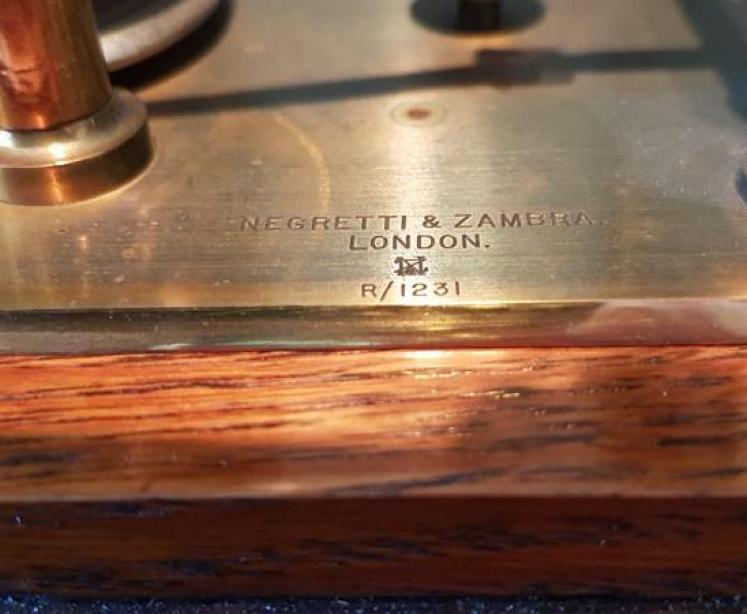 NEGRETTI & ZAMBRA.
LONDON.
R/1231